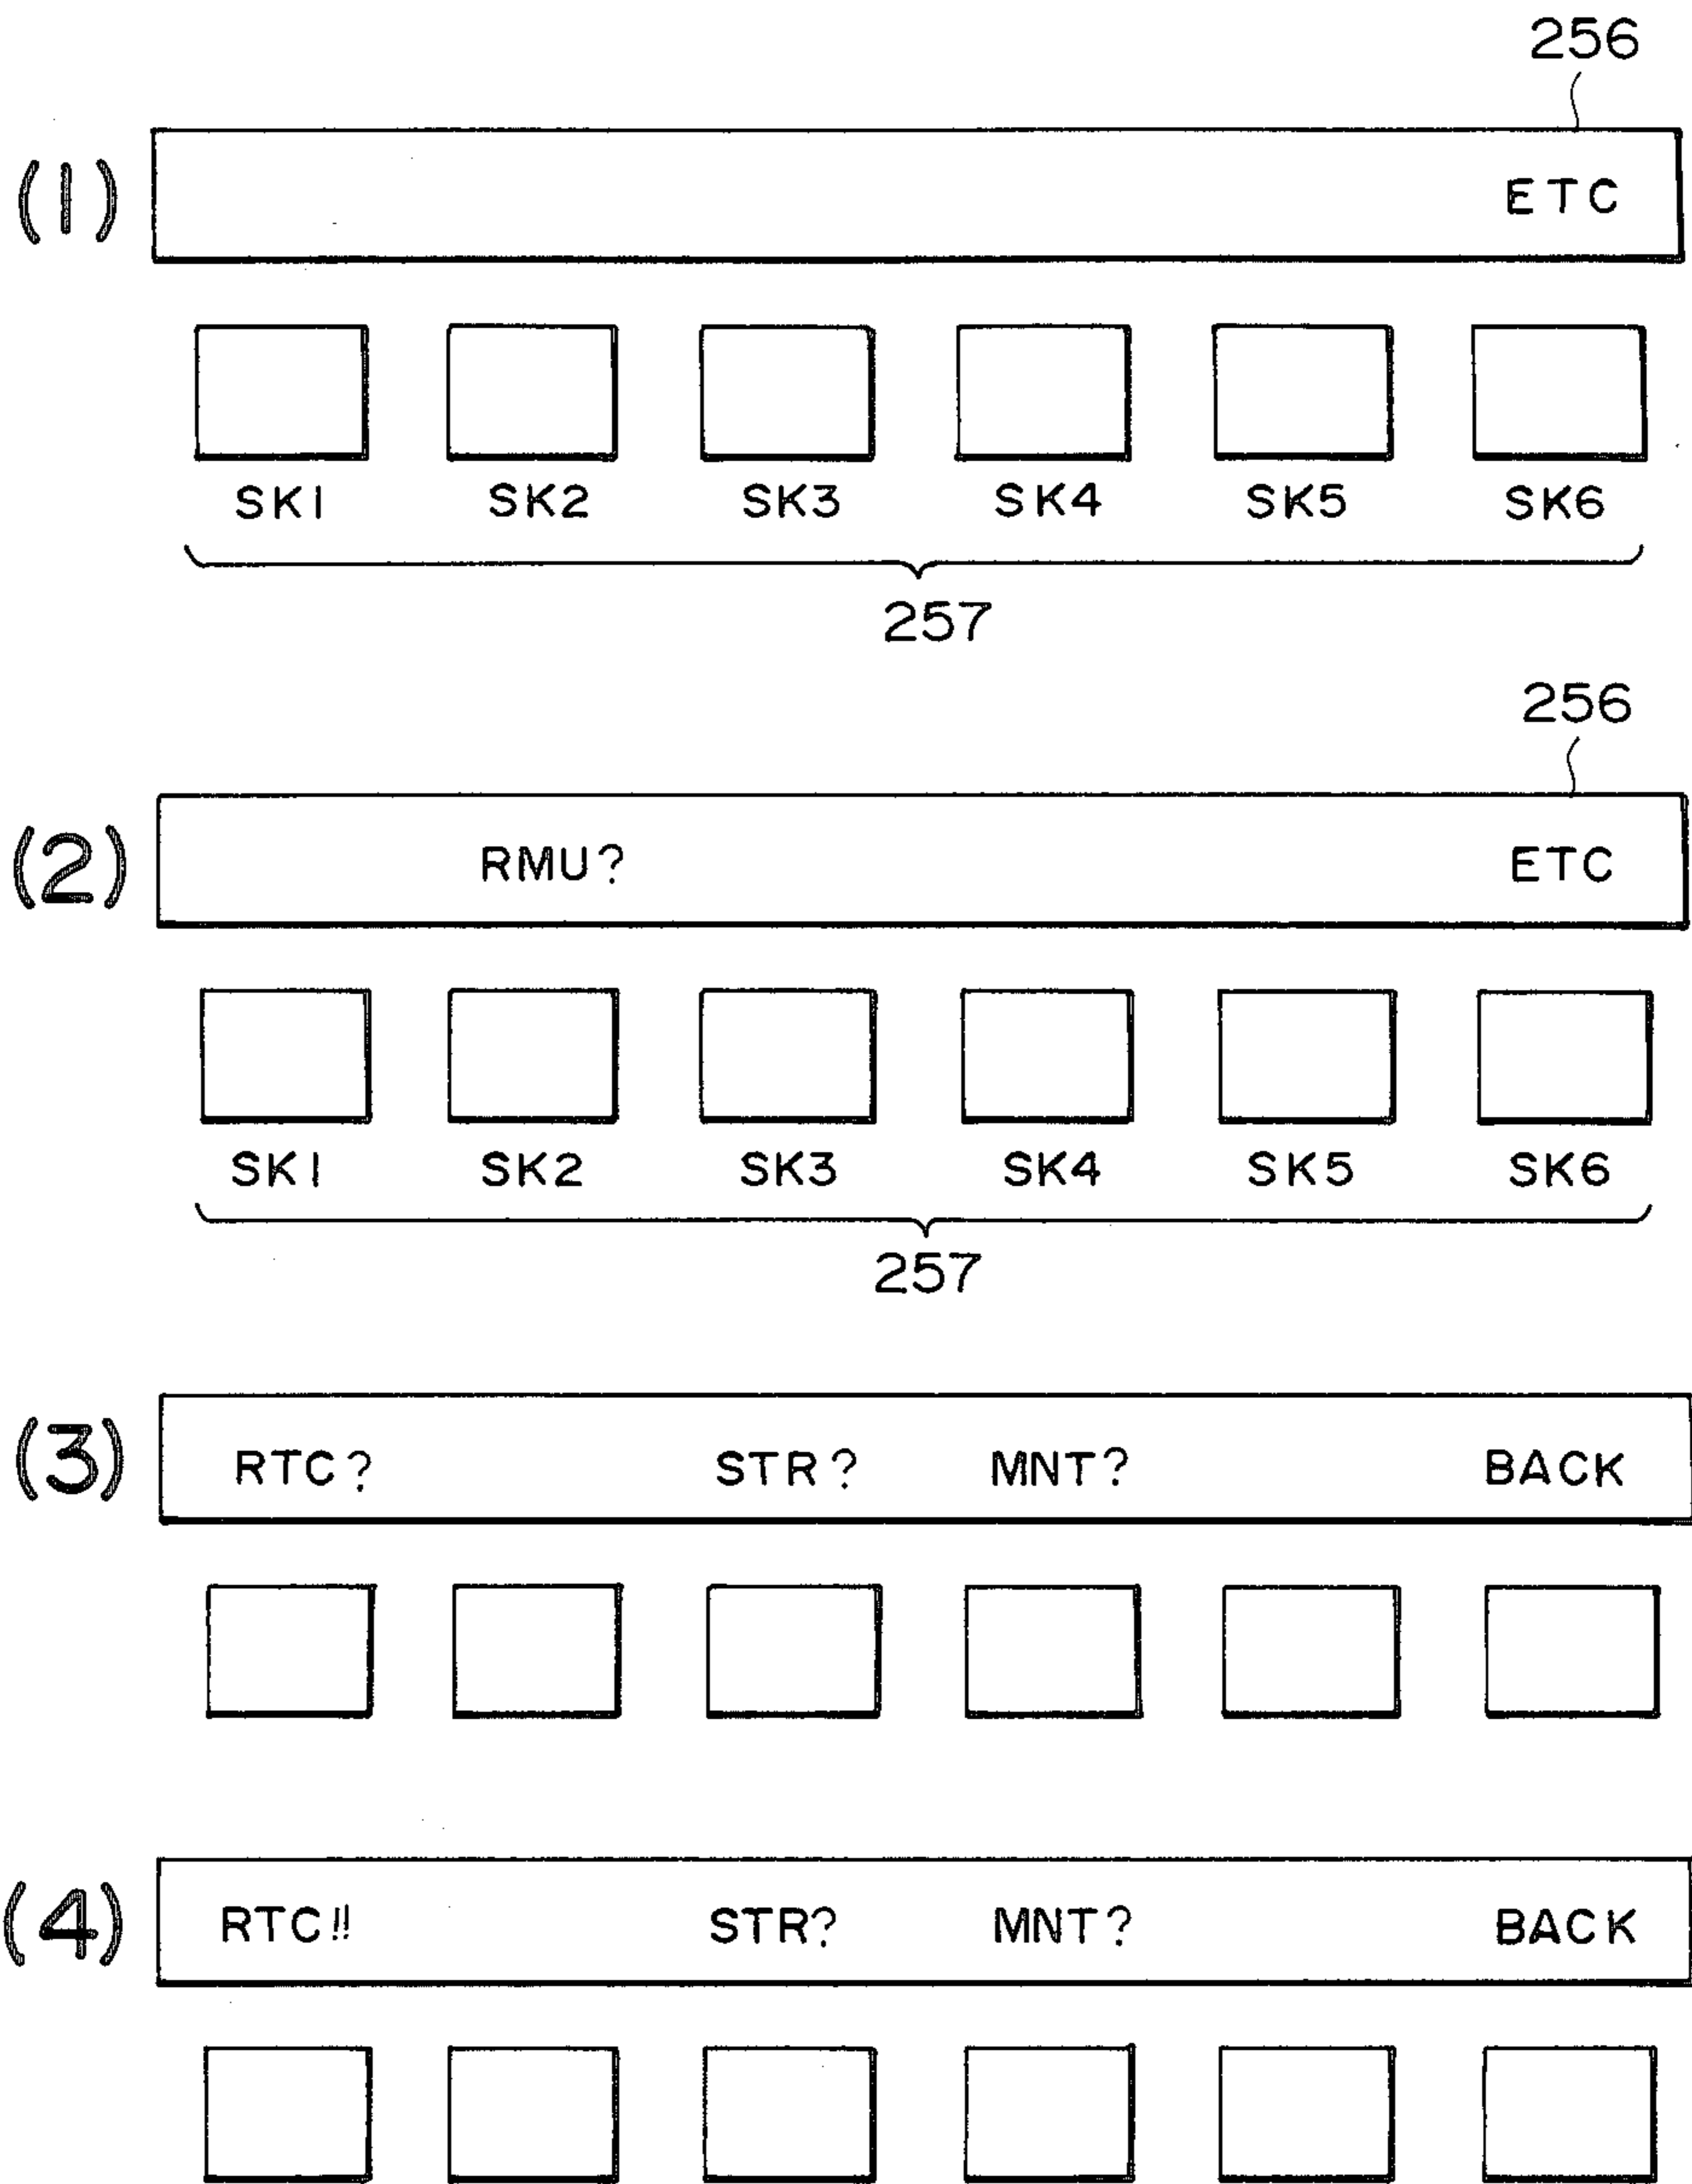 256
(1) ETC
SK1 SK2 SK3 SK4 SK5 SK6
257
256
(2) RMU? ETC
SK1 SK2 SK3 SK4 SK5 SK6
257
(3) RTC? STR? MNT? BACK
(4) RTC!! STR? MNT? BACK